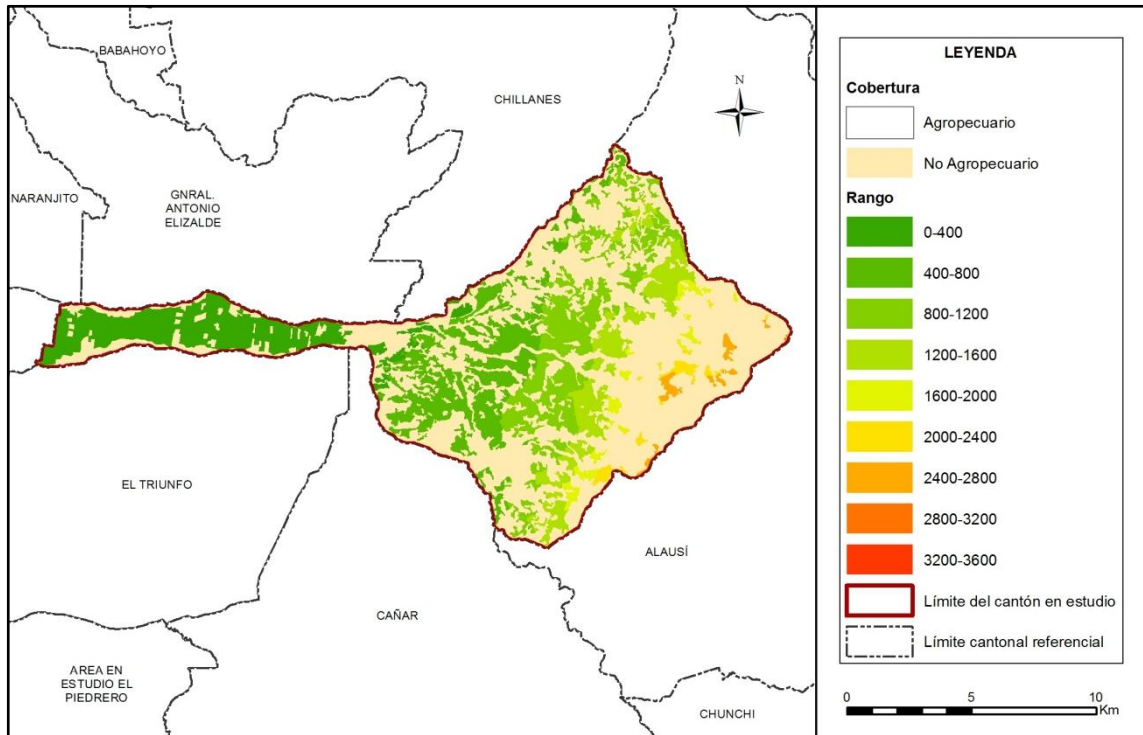 BABAHOYO
CHILLANES
N
NARANJITO
GNRAL.
ANTONIO
ELIZALDE
EL TRIUNFO
ALAUSÍ
CAÑAR
AREA EN
ESTUDIO EL
PIEDRERO
CHUNCHI
LEYENDA
Cobertura
Agropecuario
No Agropecuario
Rango
0-400
400-800
800-1200
1200-1600
1600-2000
2000-2400
2400-2800
2800-3200
3200-3600
Límite del cantón en estudio
Límite cantonal referencial
0 5 10
Km